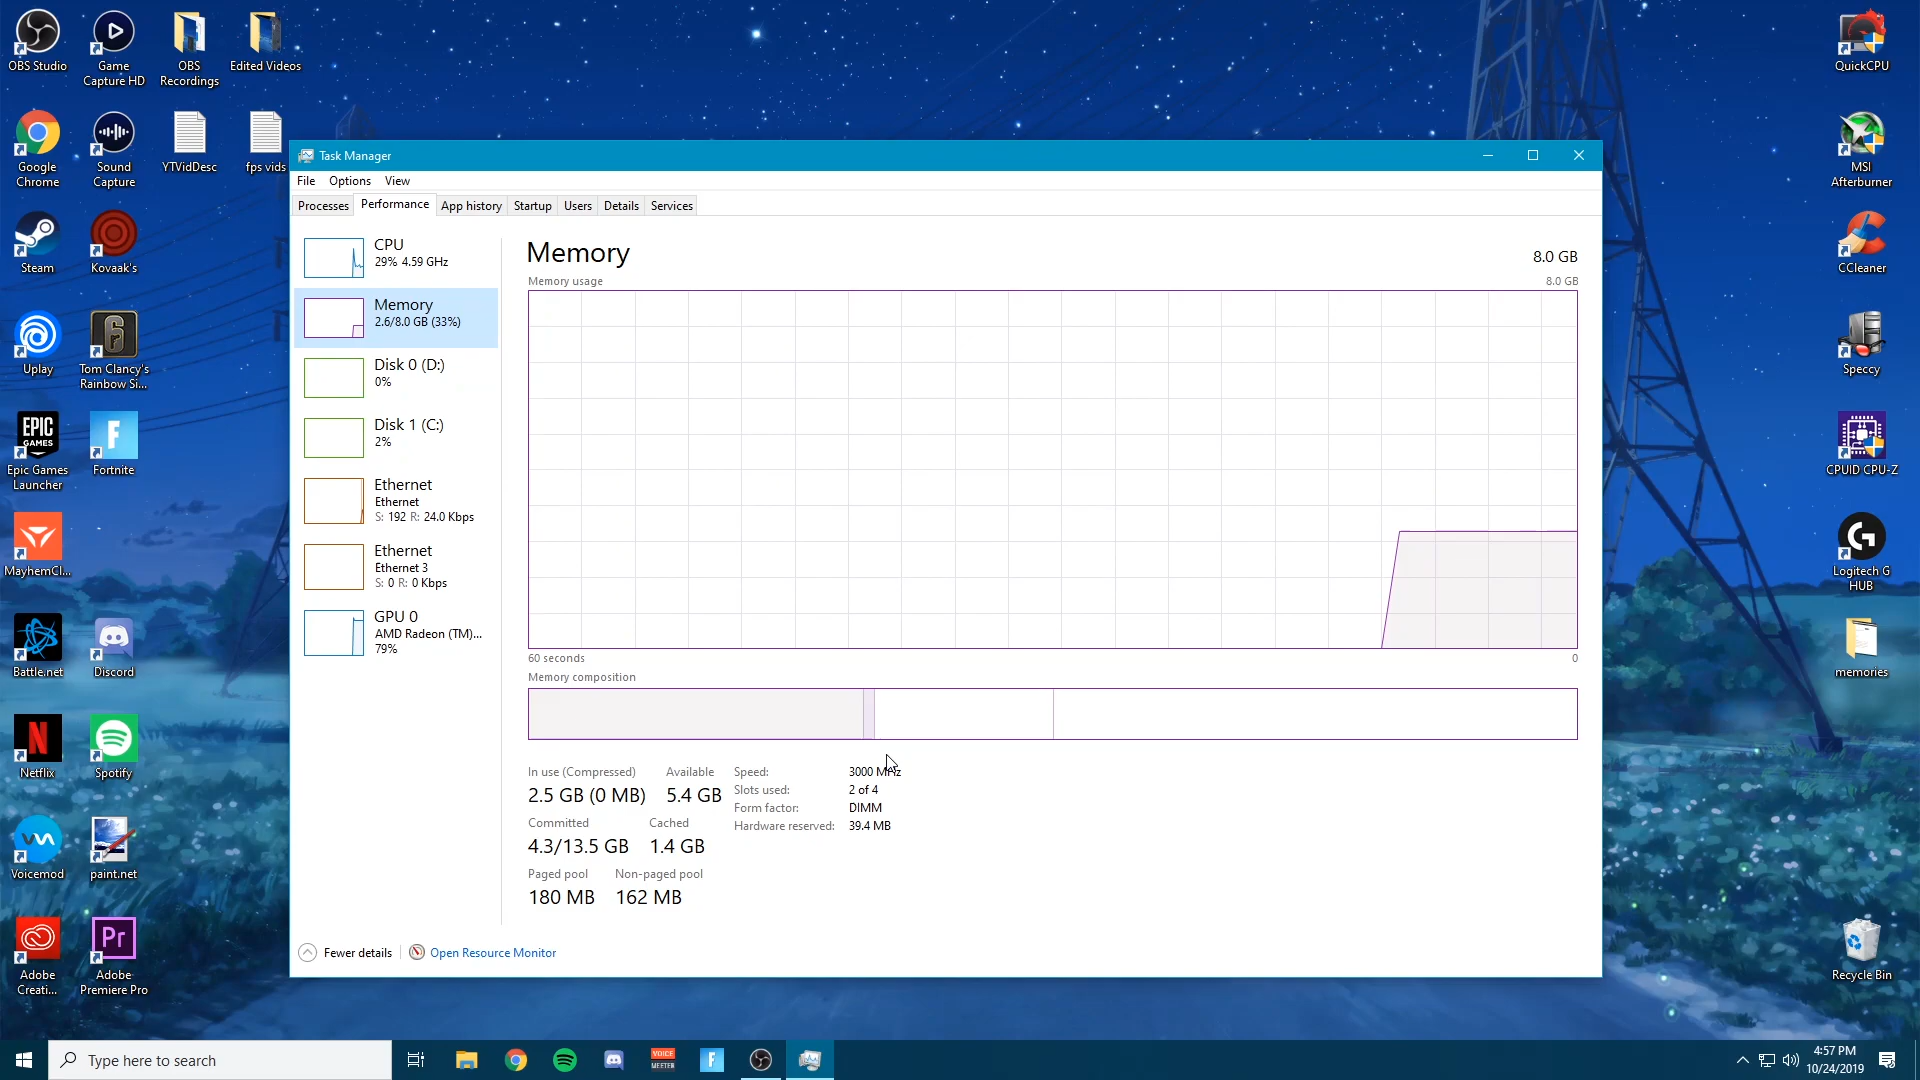 OBS Studio
Game
Capture HD
OBS
Recordings
Edited Videos
QuickCPU
Google
Chrome
Sound
Capture
YTVidDesc
fps vids
MSI
Afterburner
Steam
Kovaak's
CCleaner
Uplay
Tom Clancy's
Rainbow Si...
Speccy
EPIC
GAMES
Epic Games
Launcher
F
Fortnite
CPUID CPU-Z
MayhemCl...
Logitech G
HUB
Battle.net
Discord
memories
Netflix
Spotify
Voicemod
paint.net
Pr
Adobe
Creati...
Adobe
Premiere Pro
Recycle Bin
Task Manager
File Options View
Processes Performance App history Startup Users Details Services
CPU
29% 4.59 GHz
Memory
2.6/8.0 GB (33%)
Disk 0 (D:)
0%
Disk 1 (C:)
2%
Ethernet
Ethernet
S: 192 R: 24.0 Kbps
Ethernet
Ethernet 3
S: 0 R: 0 Kbps
GPU 0
AMD Radeon (TM)...
79%
Memory 8.0 GB
Memory usage 8.0 GB
60 seconds 0
Memory composition
In use (Compressed) Available
2.5 GB (0 MB) 5.4 GB
Committed Cached
4.3/13.5 GB 1.4 GB
Paged pool Non-paged pool
180 MB 162 MB
Speed: 3000 MHz
Slots used: 2 of 4
Form factor: DIMM
Hardware reserved: 39.4 MB
Fewer details Open Resource Monitor
Type here to search
VOICE
MEETER
F
4:57 PM
10/24/2019